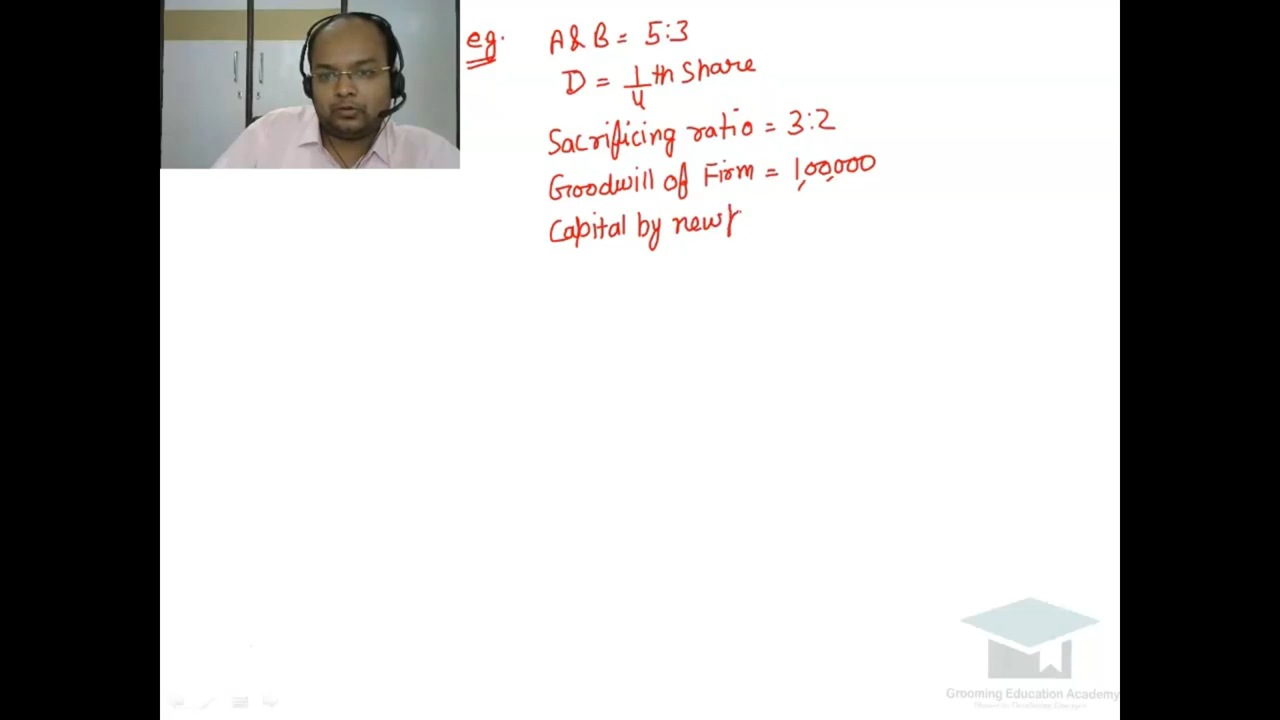 eg. A & B = 5:3
D = 1/4 th Share
Sacrificing ratio = 3:2
Goodwill of Firm = 1,00,000
Capital by new
Grooming Education Academy